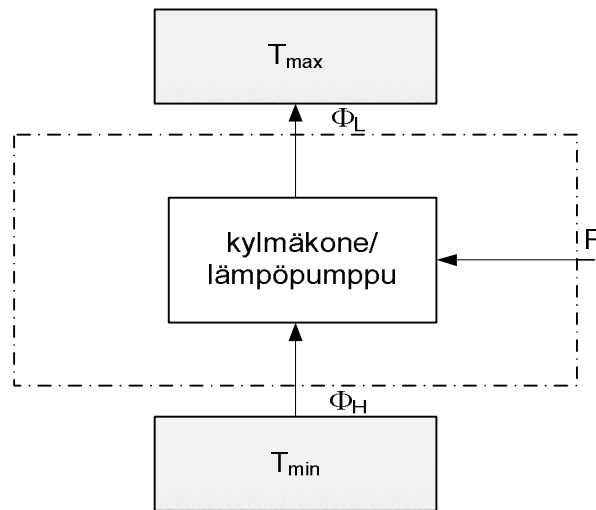 T_max
Φ_L
kylmäkone/
lämpöpumppu
P
Φ_H
T_min